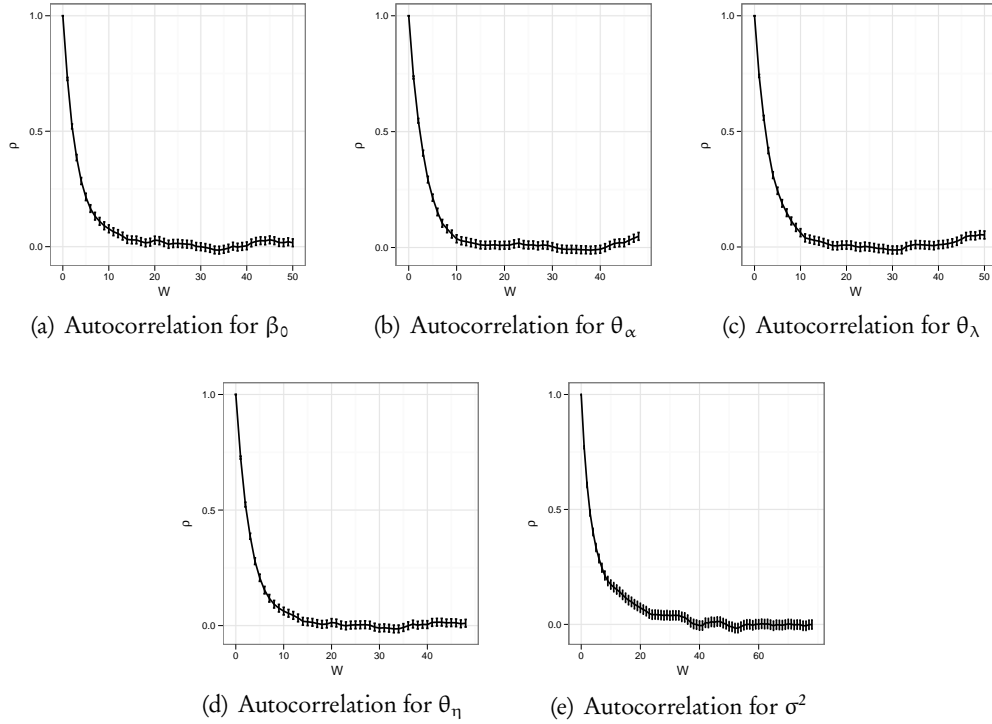 1.0
0.5
0.0
ρ
0 10 20 30 40 50
W
(a) Autocorrelation for β₀
1.0
0.5
0.0
ρ
0 10 20 30 40
W
(b) Autocorrelation for θ_α
1.0
0.5
0.0
ρ
0 10 20 30 40 50
W
(c) Autocorrelation for θ_λ
1.0
0.5
0.0
ρ
0 10 20 30 40
W
(d) Autocorrelation for θ_η
1.0
0.5
0.0
ρ
0 20 40 60
W
(e) Autocorrelation for σ²